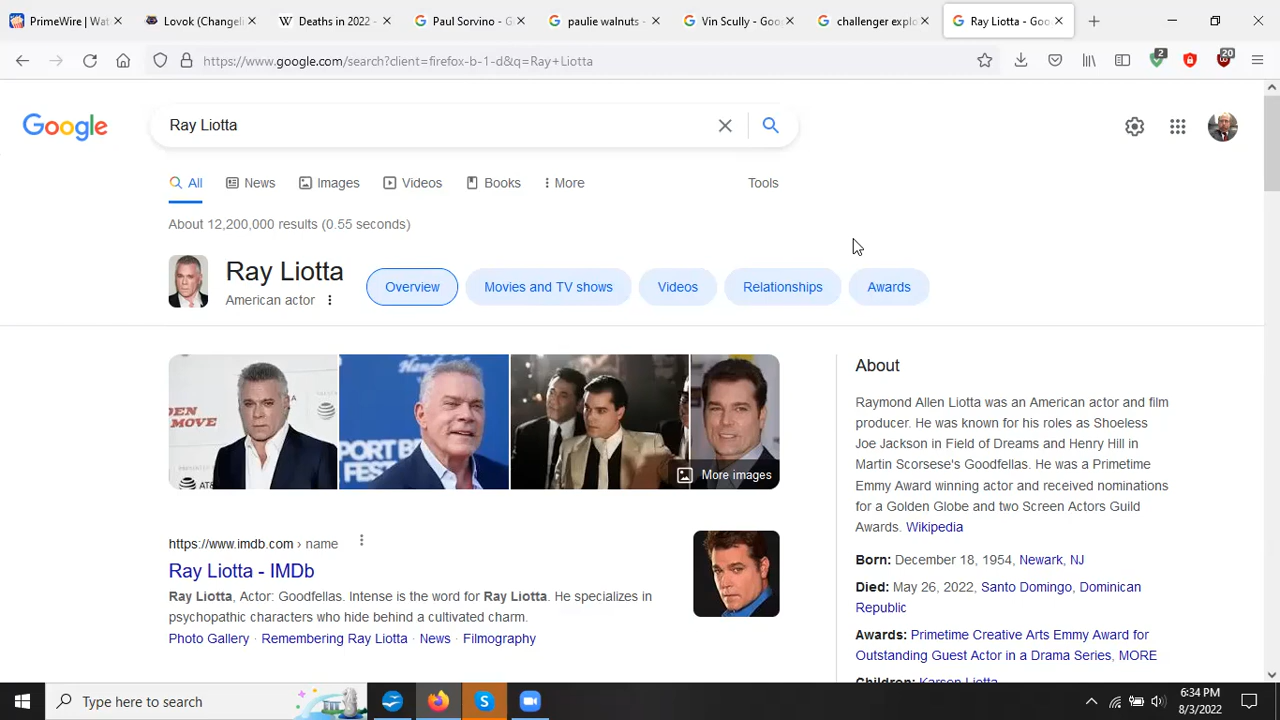 PrimeWire | Wat
Lovok (Changeli
Deaths in 2022 -
Paul Sorvino - G
paulie walnuts -
Vin Scully - Goo
challenger explo
Ray Liotta - Goo
https://www.google.com/search?client=firefox-b-1-d&q=Ray+Liotta
2
20
Google
Ray Liotta
All
News
Images
Videos
Books
More
Tools
About 12,200,000 results (0.55 seconds)
Ray Liotta
American actor
Overview
Movies and TV shows
Videos
Relationships
Awards
More images
https://www.imdb.com › name
Ray Liotta - IMDb
Ray Liotta, Actor: Goodfellas. Intense is the word for Ray Liotta. He specializes in
psychopathic characters who hide behind a cultivated charm.
Photo Gallery · Remembering Ray Liotta · News · Filmography
About
Raymond Allen Liotta was an American actor and film
producer. He was known for his roles as Shoeless
Joe Jackson in Field of Dreams and Henry Hill in
Martin Scorsese's Goodfellas. He was a Primetime
Emmy Award winning actor and received nominations
for a Golden Globe and two Screen Actors Guild
Awards. Wikipedia
Born: December 18, 1954, Newark, NJ
Died: May 26, 2022, Santo Domingo, Dominican
Republic
Awards: Primetime Creative Arts Emmy Award for
Outstanding Guest Actor in a Drama Series, MORE
Children: Karsen Liotta
Type here to search
6:34 PM
8/3/2022